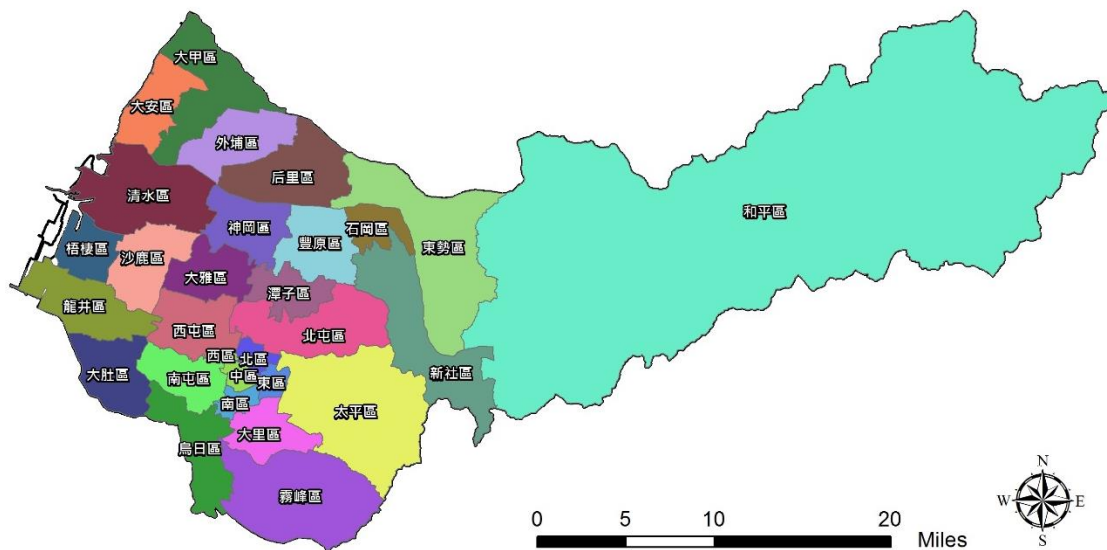 大甲區
大安區
外埔區
后里區
清水區
神岡區
豐原區
石岡區
東勢區
和平區
梧棲區
沙鹿區
大雅區
潭子區
龍井區
西屯區
北屯區
大肚區
南屯區
西區
北區
中區
東區
新社區
南區
太平區
大里區
烏日區
霧峰區
N
W
E
S
0
5
10
20
Miles